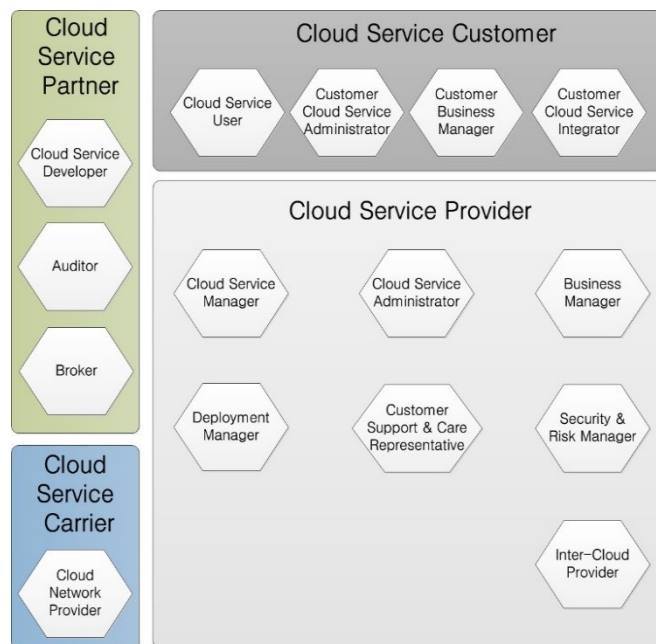 Cloud
Service
Partner
Cloud Service
Developer
Auditor
Broker
Cloud
Service
Carrier
Cloud
Network
Provider
Cloud Service Customer
Cloud Service
User
Customer
Cloud Service
Administrator
Customer
Business
Manager
Customer
Cloud Service
Integrator
Cloud Service Provider
Cloud Service
Manager
Cloud Service
Administrator
Business
Manager
Deployment
Manager
Customer
Support & Care
Representative
Security &
Risk Manager
Inter-Cloud
Provider